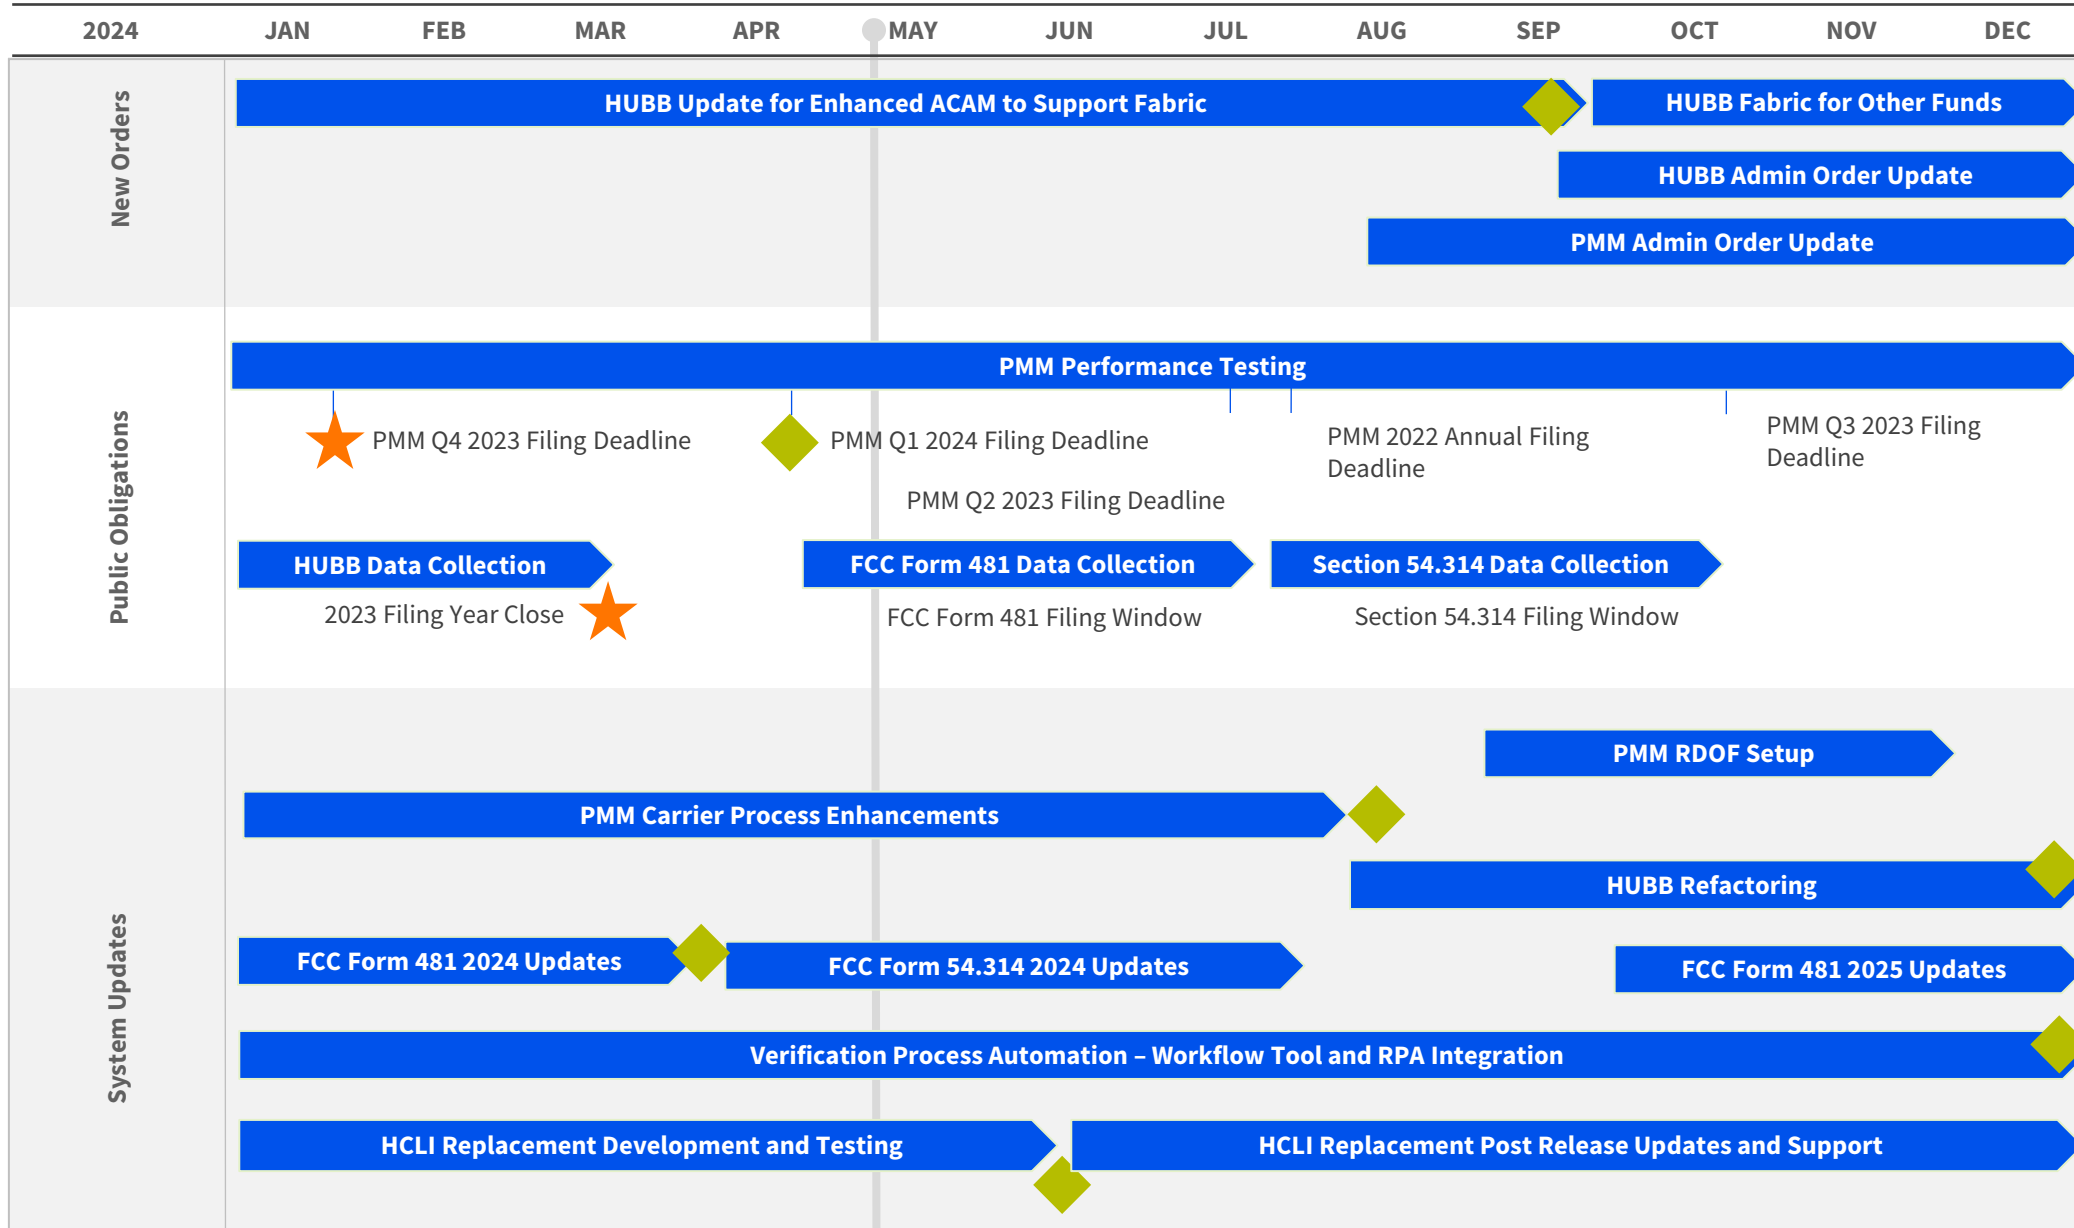 2024 JAN FEB MAR APR MAY JUN JUL AUG SEP OCT NOV DEC
New Orders
HUBB Update for Enhanced ACAM to Support Fabric
HUBB Fabric for Other Funds
HUBB Admin Order Update
PMM Admin Order Update
Public Obligations
PMM Performance Testing
PMM Q4 2023 Filing Deadline
PMM Q1 2024 Filing Deadline
PMM Q2 2023 Filing Deadline
PMM 2022 Annual Filing
Deadline
PMM Q3 2023 Filing
Deadline
HUBB Data Collection
FCC Form 481 Data Collection
Section 54.314 Data Collection
2023 Filing Year Close
FCC Form 481 Filing Window
Section 54.314 Filing Window
System Updates
PMM RDOF Setup
PMM Carrier Process Enhancements
HUBB Refactoring
FCC Form 481 2024 Updates
FCC Form 54.314 2024 Updates
FCC Form 481 2025 Updates
Verification Process Automation – Workflow Tool and RPA Integration
HCLI Replacement Development and Testing
HCLI Replacement Post Release Updates and Support